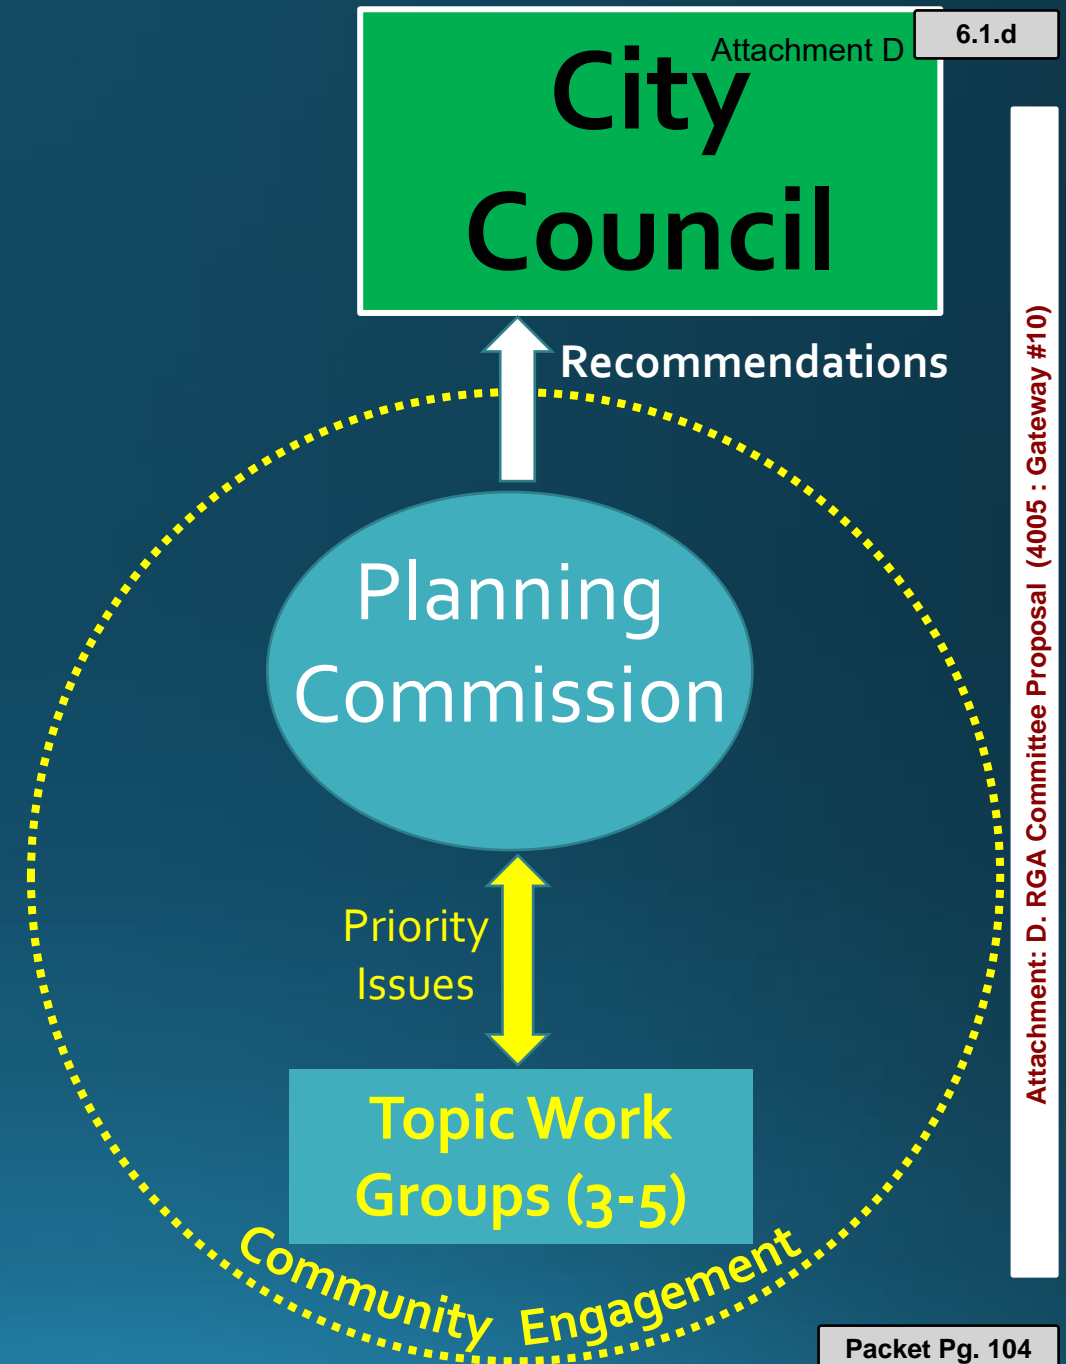 6.1.d
Attachment D
City
Council
Recommendations
Planning
Commission
Priority
Issues
Topic Work
Groups (3-5)
Community Engagement
Attachment: D. RGA Committee Proposal (4005 : Gateway #10)
Packet Pg. 104